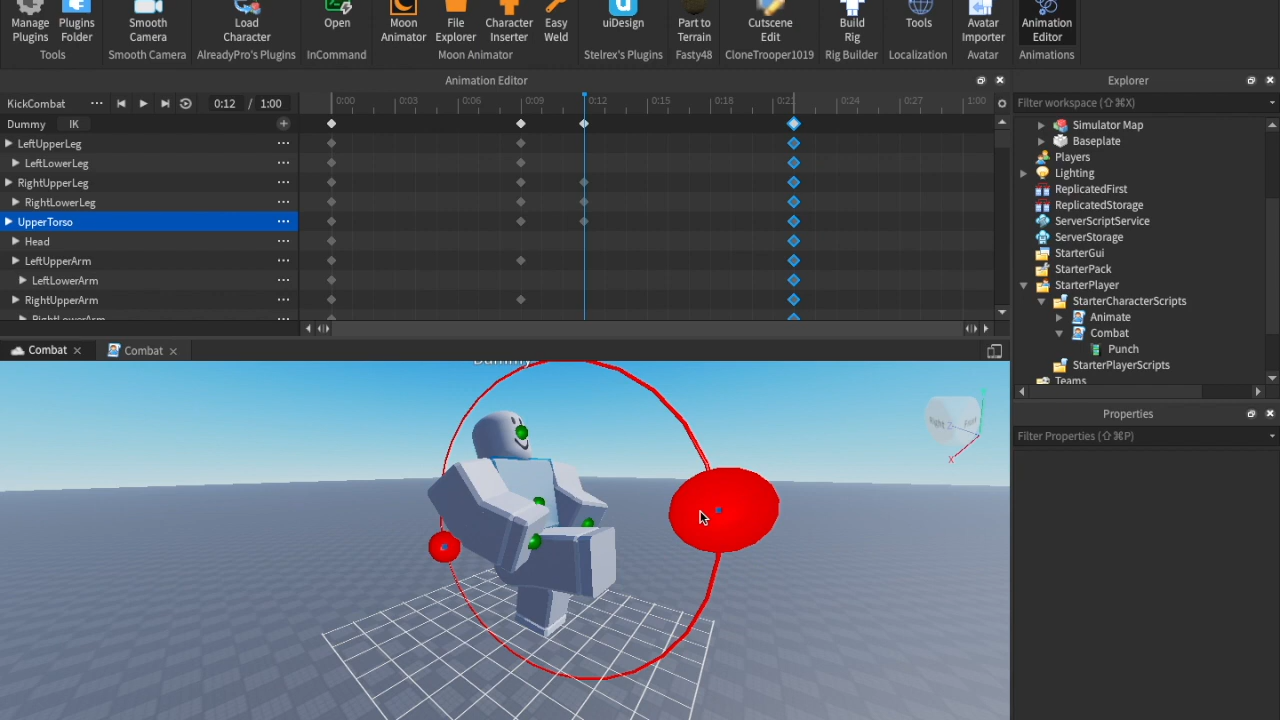 Manage Plugins
Plugins Folder
Smooth Camera
Load Character
Open
Moon Animator
File Explorer
Character Inserter
Easy Weld
uiDesign
Part to Terrain
Cutscene Edit
Build Rig
Tools
Avatar Importer
Animation Editor
Tools
Smooth Camera
AlreadyPro's Plugins
InCommand
Moon Animator
Stelrex's Plugins
Fasty48
CloneTrooper1019
Rig Builder
Localization
Avatar
Animations
Animation Editor
Explorer
KickCombat ··· 0:12 / 1:00
0:00 0:03 0:06 0:09 0:12 0:15 0:18 0:21 0:24 0:27 1:00
Filter workspace (⇧⌘X)
Dummy IK
LeftUpperLeg
LeftLowerLeg
RightUpperLeg
RightLowerLeg
UpperTorso
Head
LeftUpperArm
LeftLowerArm
RightUpperArm
RightLowerArm
Simulator Map
Baseplate
Players
Lighting
ReplicatedFirst
ReplicatedStorage
ServerScriptService
ServerStorage
StarterGui
StarterPack
StarterPlayer
StarterCharacterScripts
Animate
Combat
Punch
StarterPlayerScripts
Teams
Combat
Combat
Dummy
Properties
Filter Properties (⇧⌘P)
Right
X